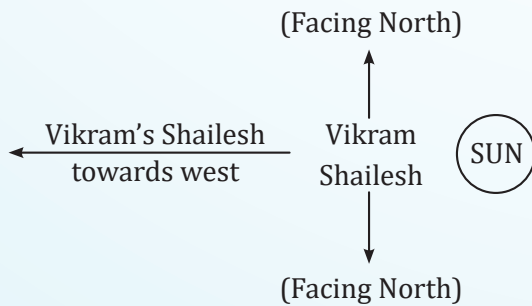 (Facing North)
Vikram's Shailesh
towards west
Vikram
Shailesh
SUN
(Facing North)